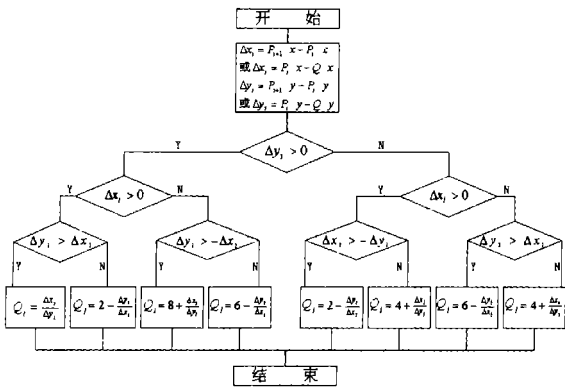 开 始
Δx_i = P_{i+1} x - P_i x
或 Δx_i = P_i x - Q x
Δy_i = P_{i+1} y - P_i y
或 Δy_i = P_i y - Q y
Δy_i > 0
Y
N
Δx_i > 0
Δx_i > 0
Y
N
Y
N
Δy_i > Δx_i
Δy_i > -Δx_i
Δx_i > -Δy_i
Δy_i > Δx_i
Y
N
Y
N
Y
N
Y
N
Q_i = Δx_i/Δy_i
Q_i = 2 - Δy_i/Δx_i
Q_i = 8 + Δx_i/Δy_i
Q_i = 6 - Δy_i/Δx_i
Q_i = 2 - Δy_i/Δx_i
Q_i = 4 + Δx_i/Δy_i
Q_i = 6 - Δy_i/Δx_i
Q_i = 4 + Δx_i/Δy_i
结 束